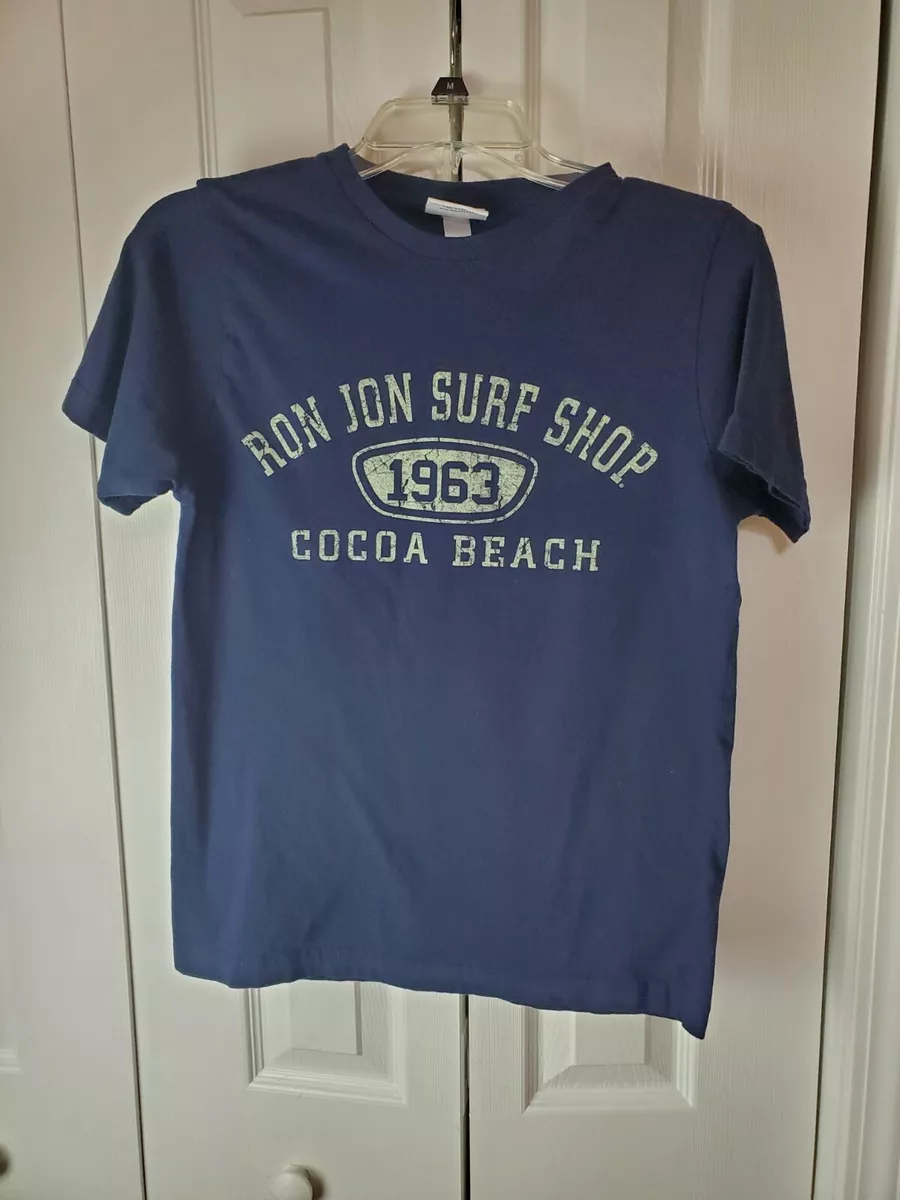 M
RON JON SURF SHOP.
1963
COCOA BEACH